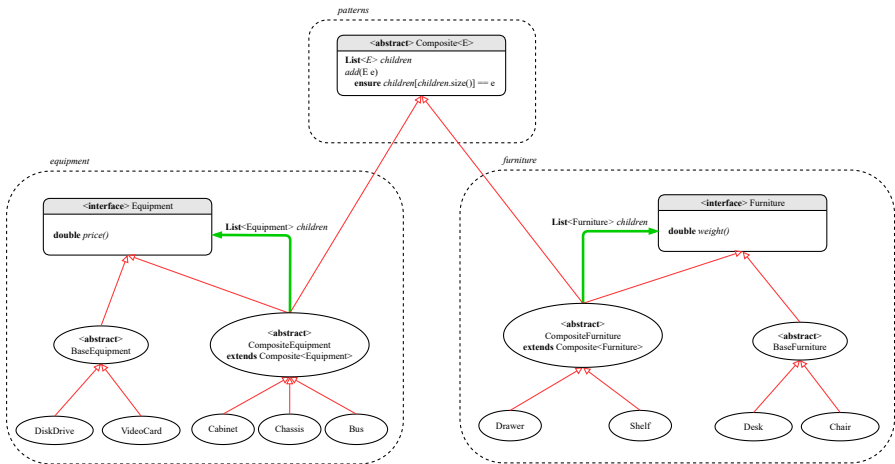 patterns
<abstract> Composite<E>
List<E> children
add(E e)
ensure children[children.size()] == e
equipment
<interface> Equipment
double price()
List<Equipment> children
<abstract>
BaseEquipment
<abstract>
CompositeEquipment
extends Composite<Equipment>
DiskDrive
VideoCard
Cabinet
Chassis
Bus
furniture
<interface> Furniture
double weight()
List<Furniture> children
<abstract>
CompositeFurniture
extends Composite<Furniture>
<abstract>
BaseFurniture
Drawer
Shelf
Desk
Chair